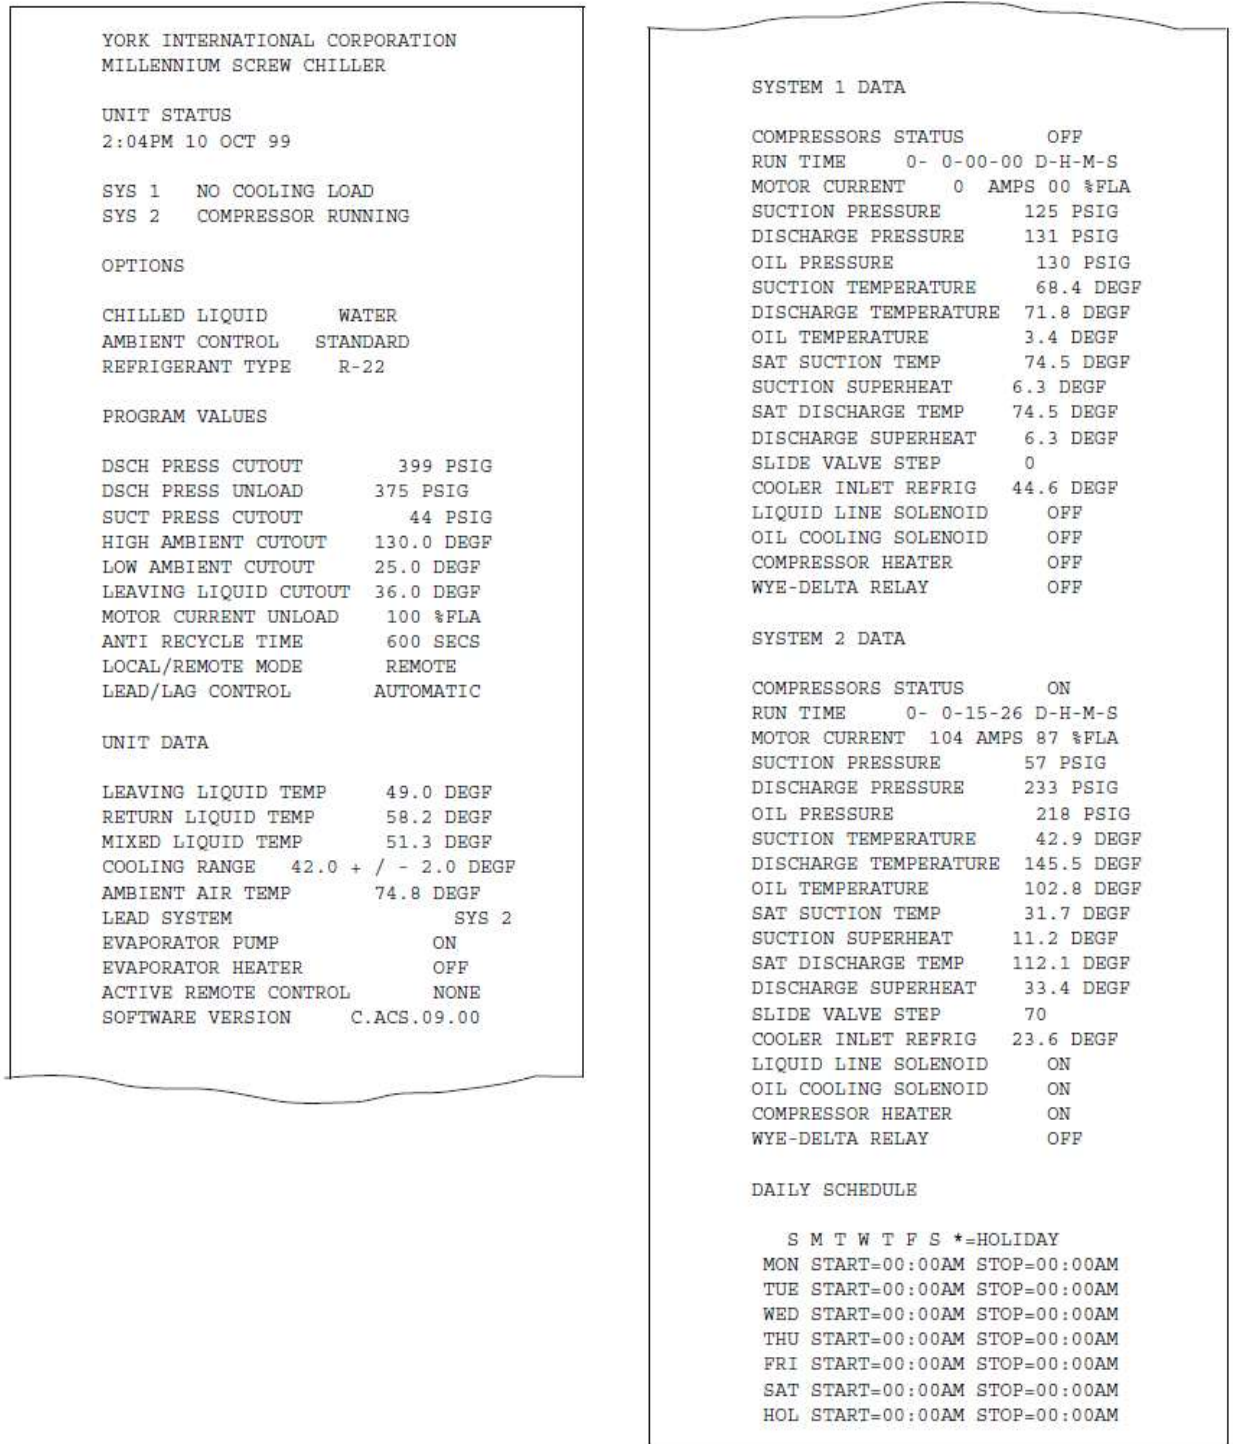 YORK INTERNATIONAL CORPORATION
MILLENNIUM SCREW CHILLER
UNIT STATUS
2:04PM 10 OCT 99
SYS 1 NO COOLING LOAD
SYS 2 COMPRESSOR RUNNING
OPTIONS
CHILLED LIQUID WATER
AMBIENT CONTROL STANDARD
REFRIGERANT TYPE R-22
PROGRAM VALUES
DSCH PRESS CUTOUT 399 PSIG
DSCH PRESS UNLOAD 375 PSIG
SUCT PRESS CUTOUT 44 PSIG
HIGH AMBIENT CUTOUT 130.0 DEGF
LOW AMBIENT CUTOUT 25.0 DEGF
LEAVING LIQUID CUTOUT 36.0 DEGF
MOTOR CURRENT UNLOAD 100 %FLA
ANTI RECYCLE TIME 600 SECS
LOCAL/REMOTE MODE REMOTE
LEAD/LAG CONTROL AUTOMATIC
UNIT DATA
LEAVING LIQUID TEMP 49.0 DEGF
RETURN LIQUID TEMP 58.2 DEGF
MIXED LIQUID TEMP 51.3 DEGF
COOLING RANGE 42.0 + / - 2.0 DEGF
AMBIENT AIR TEMP 74.8 DEGF
LEAD SYSTEM SYS 2
EVAPORATOR PUMP ON
EVAPORATOR HEATER OFF
ACTIVE REMOTE CONTROL NONE
SOFTWARE VERSION C.ACS.09.00
SYSTEM 1 DATA
COMPRESSORS STATUS OFF
RUN TIME 0- 0-00-00 D-H-M-S
MOTOR CURRENT 0 AMPS 00 %FLA
SUCTION PRESSURE 125 PSIG
DISCHARGE PRESSURE 131 PSIG
OIL PRESSURE 130 PSIG
SUCTION TEMPERATURE 68.4 DEGF
DISCHARGE TEMPERATURE 71.8 DEGF
OIL TEMPERATURE 3.4 DEGF
SAT SUCTION TEMP 74.5 DEGF
SUCTION SUPERHEAT 6.3 DEGF
SAT DISCHARGE TEMP 74.5 DEGF
DISCHARGE SUPERHEAT 6.3 DEGF
SLIDE VALVE STEP 0
COOLER INLET REFRIG 44.6 DEGF
LIQUID LINE SOLENOID OFF
OIL COOLING SOLENOID OFF
COMPRESSOR HEATER OFF
WYE-DELTA RELAY OFF
SYSTEM 2 DATA
COMPRESSORS STATUS ON
RUN TIME 0- 0-15-26 D-H-M-S
MOTOR CURRENT 104 AMPS 87 %FLA
SUCTION PRESSURE 57 PSIG
DISCHARGE PRESSURE 233 PSIG
OIL PRESSURE 218 PSIG
SUCTION TEMPERATURE 42.9 DEGF
DISCHARGE TEMPERATURE 145.5 DEGF
OIL TEMPERATURE 102.8 DEGF
SAT SUCTION TEMP 31.7 DEGF
SUCTION SUPERHEAT 11.2 DEGF
SAT DISCHARGE TEMP 112.1 DEGF
DISCHARGE SUPERHEAT 33.4 DEGF
SLIDE VALVE STEP 70
COOLER INLET REFRIG 23.6 DEGF
LIQUID LINE SOLENOID ON
OIL COOLING SOLENOID ON
COMPRESSOR HEATER ON
WYE-DELTA RELAY OFF
DAILY SCHEDULE
S M T W T F S *=HOLIDAY
MON START=00:00AM STOP=00:00AM
TUE START=00:00AM STOP=00:00AM
WED START=00:00AM STOP=00:00AM
THU START=00:00AM STOP=00:00AM
FRI START=00:00AM STOP=00:00AM
SAT START=00:00AM STOP=00:00AM
HOL START=00:00AM STOP=00:00AM